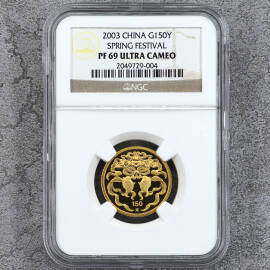 2003 CHINA G150Y
SPRING FESTIVAL
PF 69 ULTRA CAMEO
2049729-004
NGC
150